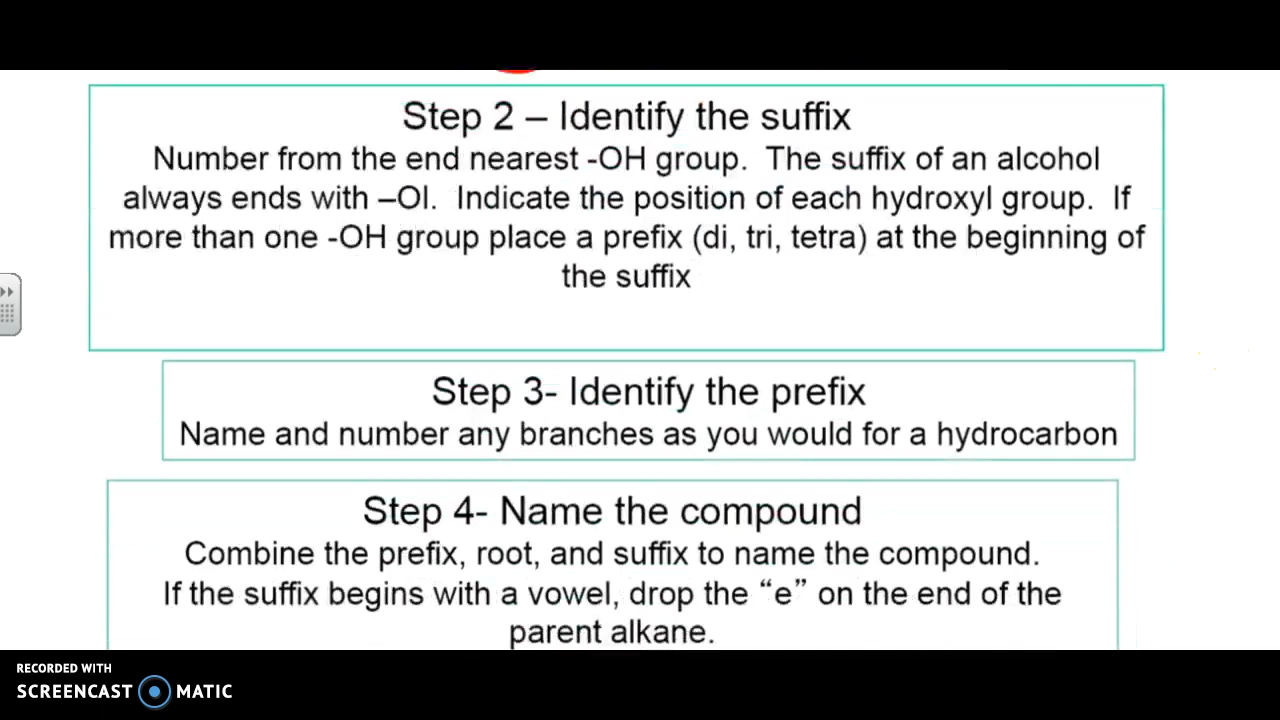 Step 2 – Identify the suffix
Number from the end nearest -OH group.  The suffix of an alcohol
always ends with –Ol.  Indicate the position of each hydroxyl group.  If
more than one -OH group place a prefix (di, tri, tetra) at the beginning of
the suffix
Step 3- Identify the prefix
Name and number any branches as you would for a hydrocarbon
Step 4- Name the compound
Combine the prefix, root, and suffix to name the compound.
If the suffix begins with a vowel, drop the “e” on the end of the
parent alkane.
RECORDED WITH
SCREENCAST MATIC